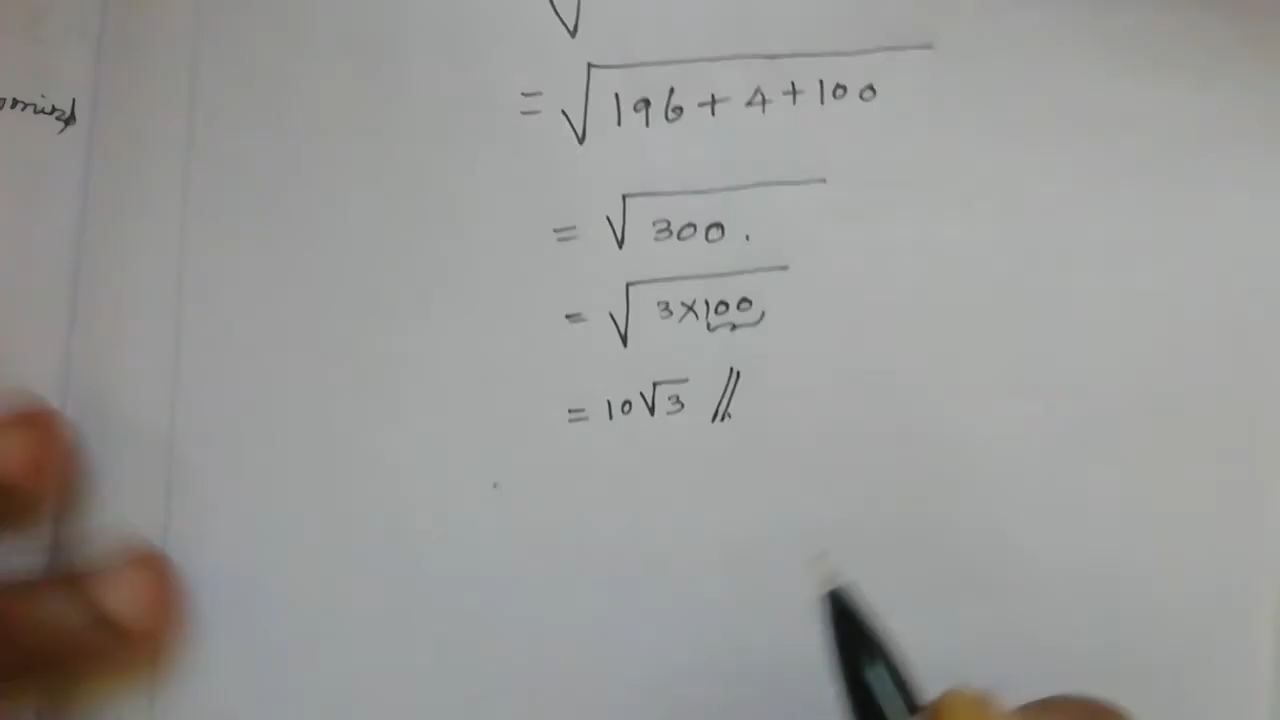 = √196 + 4 + 100
= √300.
= √3×100
= 10√3 //